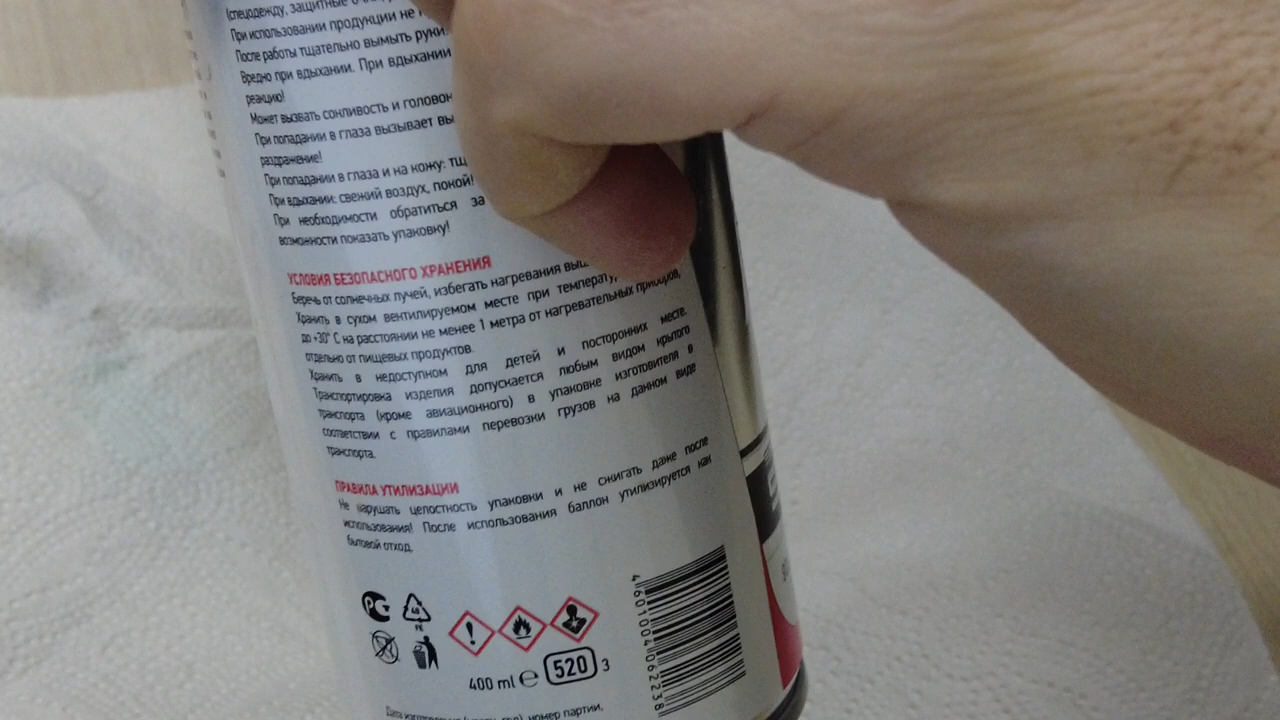 (спецодежду, защитные
При использовании продукции не
После работы тщательно вымыть руки.
Вредно при вдыхании. При вдыхании
реакцию!
Может вызвать сонливость и
При попадании в глаза вызывает
раздражение!
При попадании в глаза и на кожу:
При вдыхании: свежий воздух, покой!
При необходимости обратиться за
возможности показать упаковку!
УСЛОВИЯ БЕЗОПАСНОГО ХРАНЕНИЯ
Беречь от солнечных лучей, избегать нагревания
Хранить в сухом вентилируемом месте при
до +30° С на расстоянии не менее 1 метра от нагревательных приборов,
отдельно от пищевых продуктов.
Хранить в недоступном для детей и посторонних месте.
Транспортировка изделия допускается любым видом крытого
транспорта (кроме авиационного) в упаковке изготовителя в
соответствии с правилами перевозки грузов на данном виде
транспорта.
ПРАВИЛА УТИЛИЗАЦИИ
Не нарушать целостность упаковки и не сжигать даже после
использования! После использования баллон утилизируется как
бытовой отход.
400 ml e 520 3
4 601004 062238
номер партии,